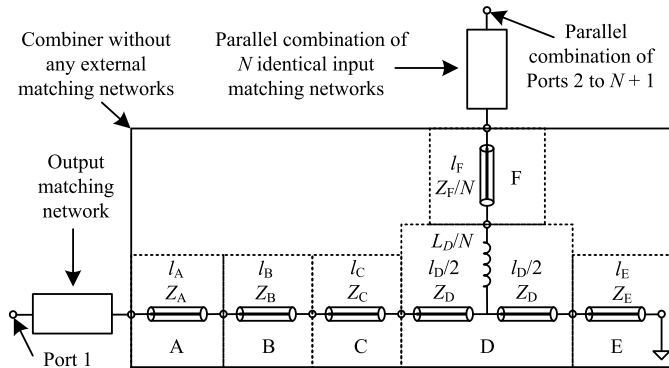 Combiner without
any external
matching networks
Parallel combination of
N identical input
matching networks
Parallel
combination of
Ports 2 to N + 1
Output
matching
network
l_F
Z_F/N
F
L_D/N
l_A
Z_A
l_B
Z_B
l_C
Z_C
l_D/2
Z_D
l_D/2
Z_D
l_E
Z_E
A
B
C
D
E
Port 1